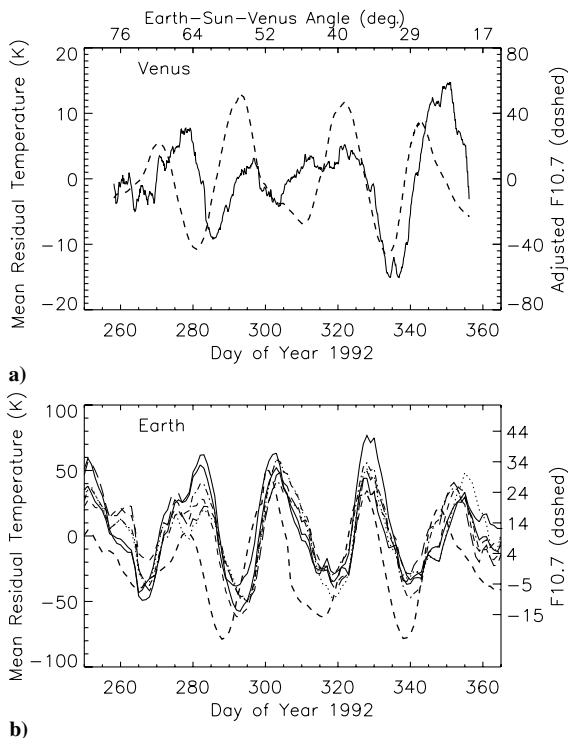 Earth-Sun-Venus Angle (deg.)
76 64 52 40 29 17
20 80
Venus
10 40
0 0
-10 -40
-20 -80
260 280 300 320 340 360
Mean Residual Temperature (K)
Adjusted F10.7 (dashed)
Day of Year 1992
a)
100
Earth
44
50 34
24
0 14
4
-50 -5
-15
-100
260 280 300 320 340 360
Mean Residual Temperature (K)
F10.7 (dashed)
Day of Year 1992
b)